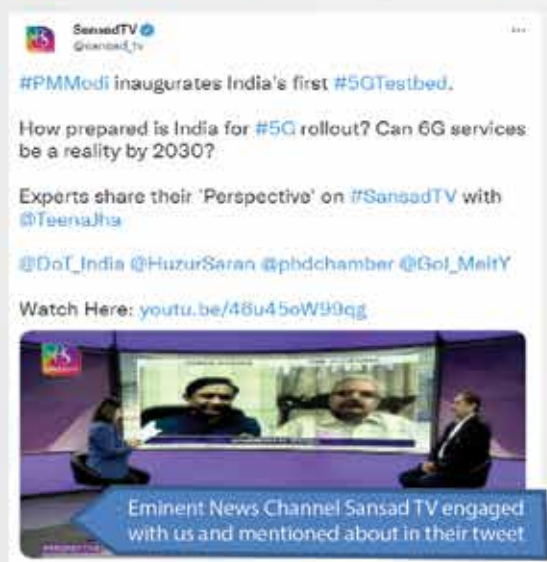 SansadTV
@sansad_tv
#PMModi inaugurates India's first #5GTestbed.
How prepared is India for #5G rollout? Can 6G services
be a reality by 2030?
Experts share their 'Perspective' on #SansadTV with
@TeenaJha
@DoT_India @HuzurSaran @phdchamber @GoI_MeitY
Watch Here: youtu.be/46u45oW99qg
Eminent News Channel Sansad TV engaged
with us and mentioned about in their tweet
PERSPECTIVE